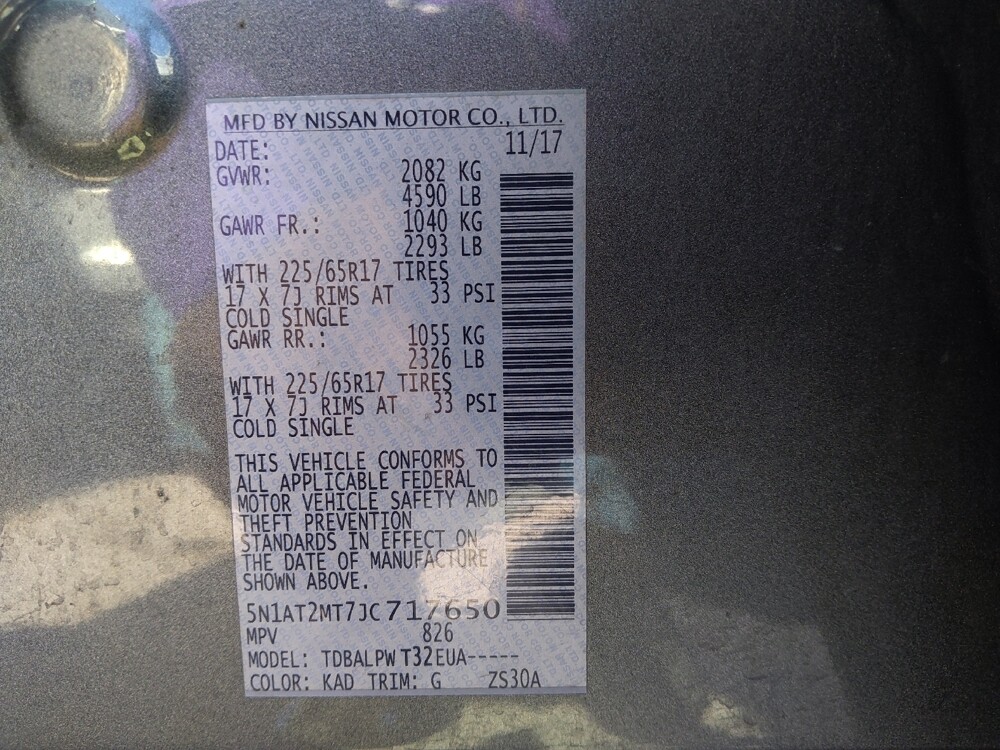 MFD BY NISSAN MOTOR CO., LTD.
DATE: 11/17
GVWR: 2082 KG
4590 LB
GAWR FR.: 1040 KG
2293 LB
WITH 225/65R17 TIRES
17 X 7J RIMS AT 33 PSI
COLD SINGLE
GAWR RR.: 1055 KG
2326 LB
WITH 225/65R17 TIRES
17 X 7J RIMS AT 33 PSI
COLD SINGLE
THIS VEHICLE CONFORMS TO
ALL APPLICABLE FEDERAL
MOTOR VEHICLE SAFETY AND
THEFT PREVENTION
STANDARDS IN EFFECT ON
THE DATE OF MANUFACTURE
SHOWN ABOVE.
5N1AT2MT7JC717650
MPV 826
MODEL: TDBALPWT32EUA-----
COLOR: KAD TRIM: G ZS30A